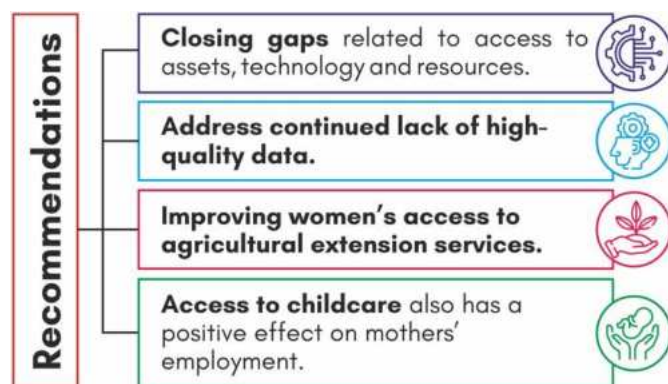 Recommendations
Closing gaps related to access to
assets, technology and resources.
Address continued lack of high-
quality data.
Improving women's access to
agricultural extension services.
Access to childcare also has a
positive effect on mothers'
employment.